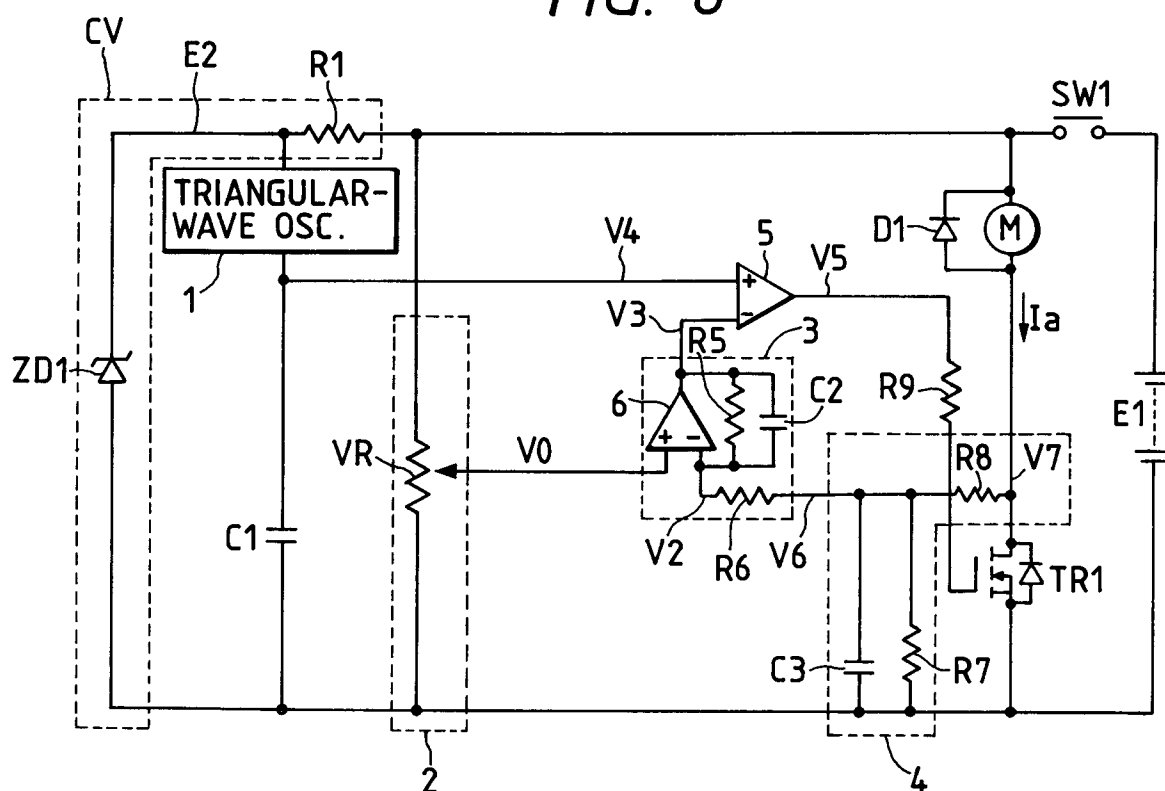 FIG. 6
CV
E2
R1
SW1
TRIANGULAR-
WAVE OSC.
1
V4
5
V5
D1
M
Ia
V3
R5
3
ZD1
6
C2
R9
E1
VR
V0
+
-
+
-
R8
V7
C1
V2
R6
V6
TR1
C3
R7
2
4